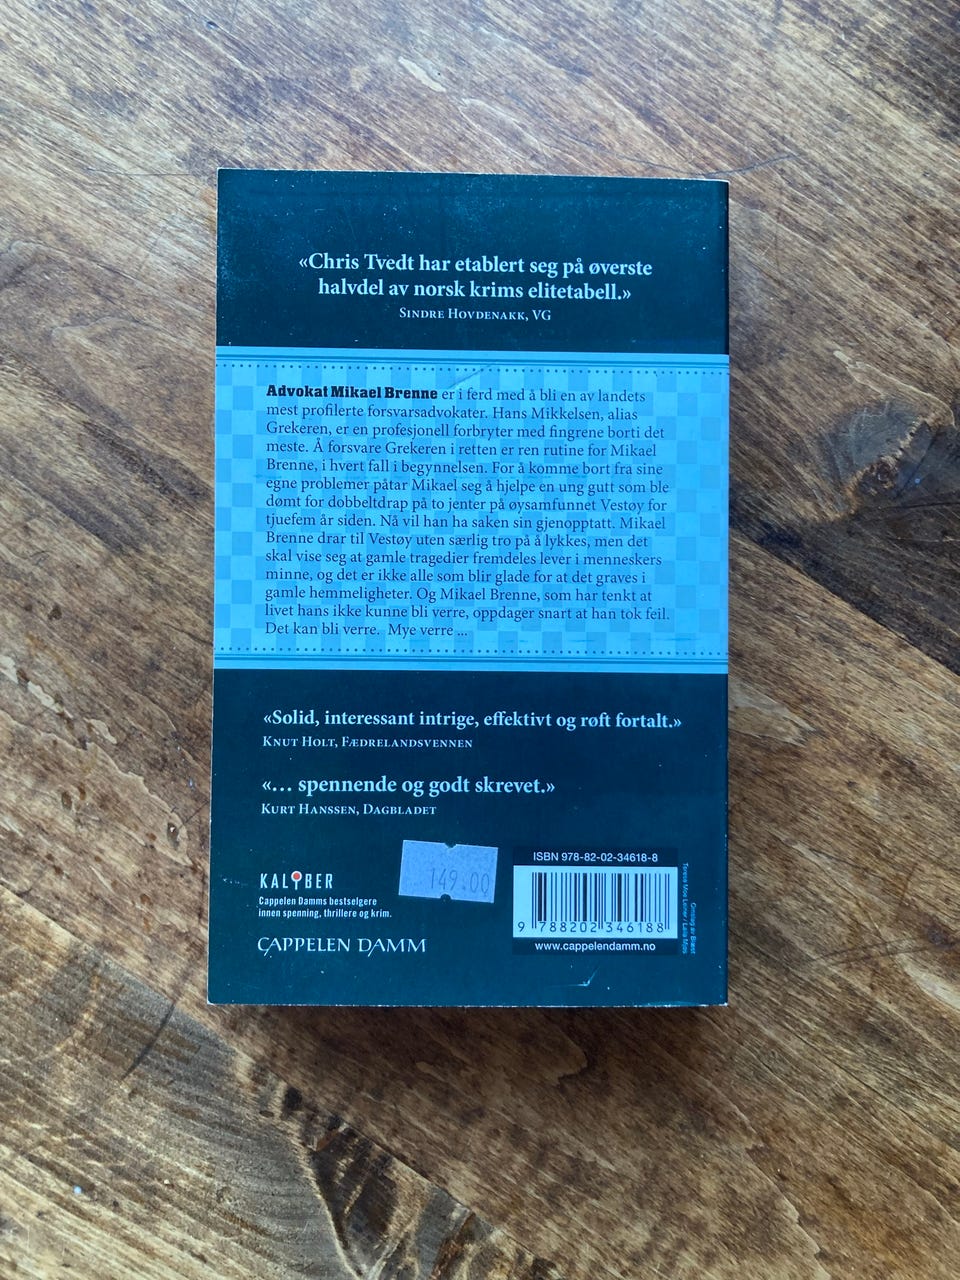 «Chris Tvedt har etablert seg på øverste
halvdel av norsk krims elitetabell.»
Sindre Hovdenakk, VG
Advokat Mikael Brenne er i ferd med å bli en av landets
mest profilerte forsvarsadvokater. Hans Mikkelsen, alias
Grekeren, er en profesjonell forbryter med fingrene borti det
meste. Å forsvare Grekeren i retten er ren rutine for Mikael
Brenne, i hvert fall i begynnelsen. For å komme bort fra sine
egne problemer påtar Mikael seg å hjelpe en ung gutt som ble
dømt for dobbeltdrap på to jenter på øysamfunnet Vestøy for
tjuefem år siden. Nå vil han ha saken sin gjenopptatt. Mikael
Brenne drar til Vestøy uten særlig tro på å lykkes, men det
skal vise seg at gamle tragedier fremdeles lever i menneskers
minne, og det er ikke alle som blir glade for at det graves i
gamle hemmeligheter. Og Mikael Brenne, som har tenkt at
livet hans ikke kunne bli verre, oppdager snart at han tok feil.
Det kan bli verre. Mye verre ...
«Solid, interessant intrige, effektivt og røft fortalt.»
Knut Holt, Fædrelandsvennen
«... spennende og godt skrevet.»
Kurt Hanssen, Dagbladet
149.00
KALIBER
Cappelen Damms bestselgere
innen spenning, thrillere og krim.
CAPPELEN DAMM
ISBN 978-82-02-34618-8
9 788202 346188
www.cappelendamm.no
Omslag av Blæst